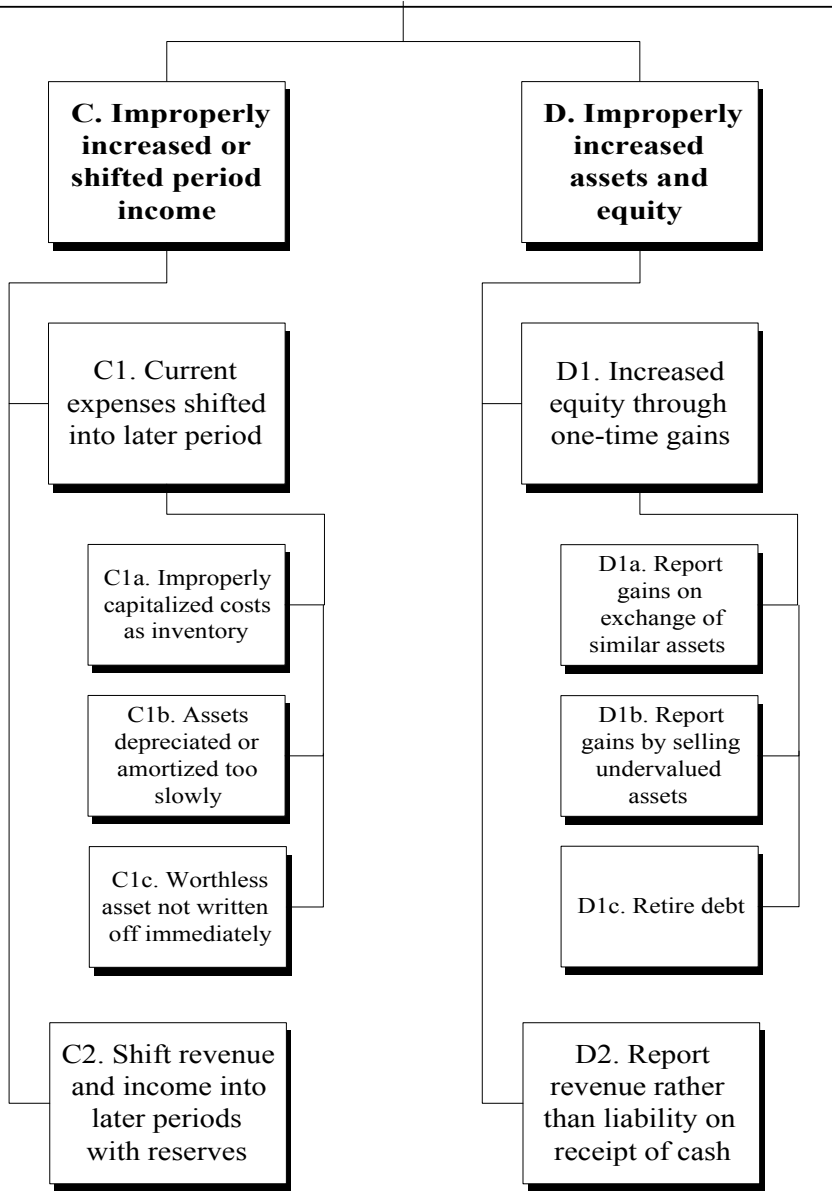 C. Improperly
increased or
shifted period
income
C1. Current
expenses shifted
into later period
C1a. Improperly
capitalized costs
as inventory
C1b. Assets
depreciated or
amortized too
slowly
C1c. Worthless
asset not written
off immediately
C2. Shift revenue
and income into
later periods
with reserves
D. Improperly
increased
assets and
equity
D1. Increased
equity through
one-time gains
D1a. Report
gains on
exchange of
similar assets
D1b. Report
gains by selling
undervalued
assets
D1c. Retire debt
D2. Report
revenue rather
than liability on
receipt of cash